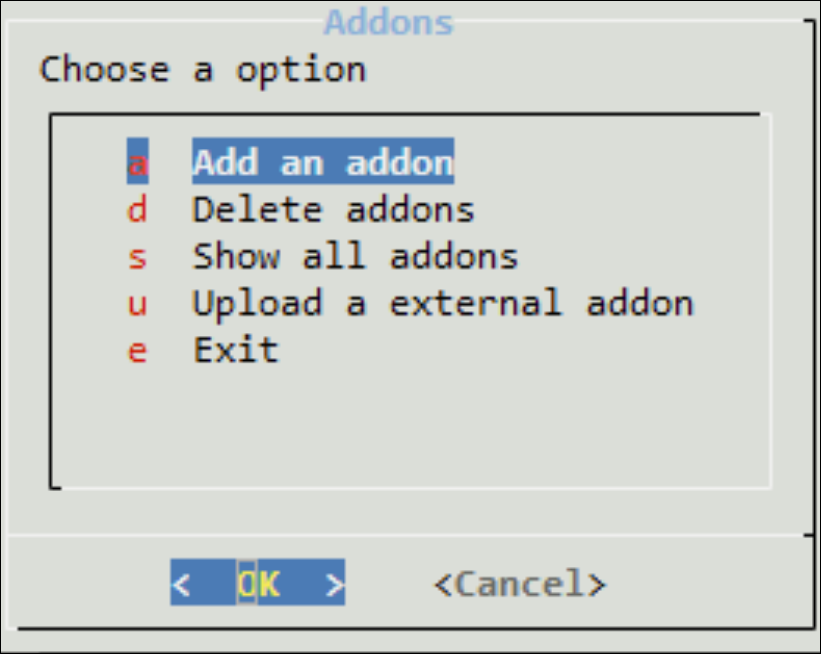 Addons
Choose a option
a Add an addon
d Delete addons
s Show all addons
u Upload a external addon
e Exit
< OK > <Cancel>